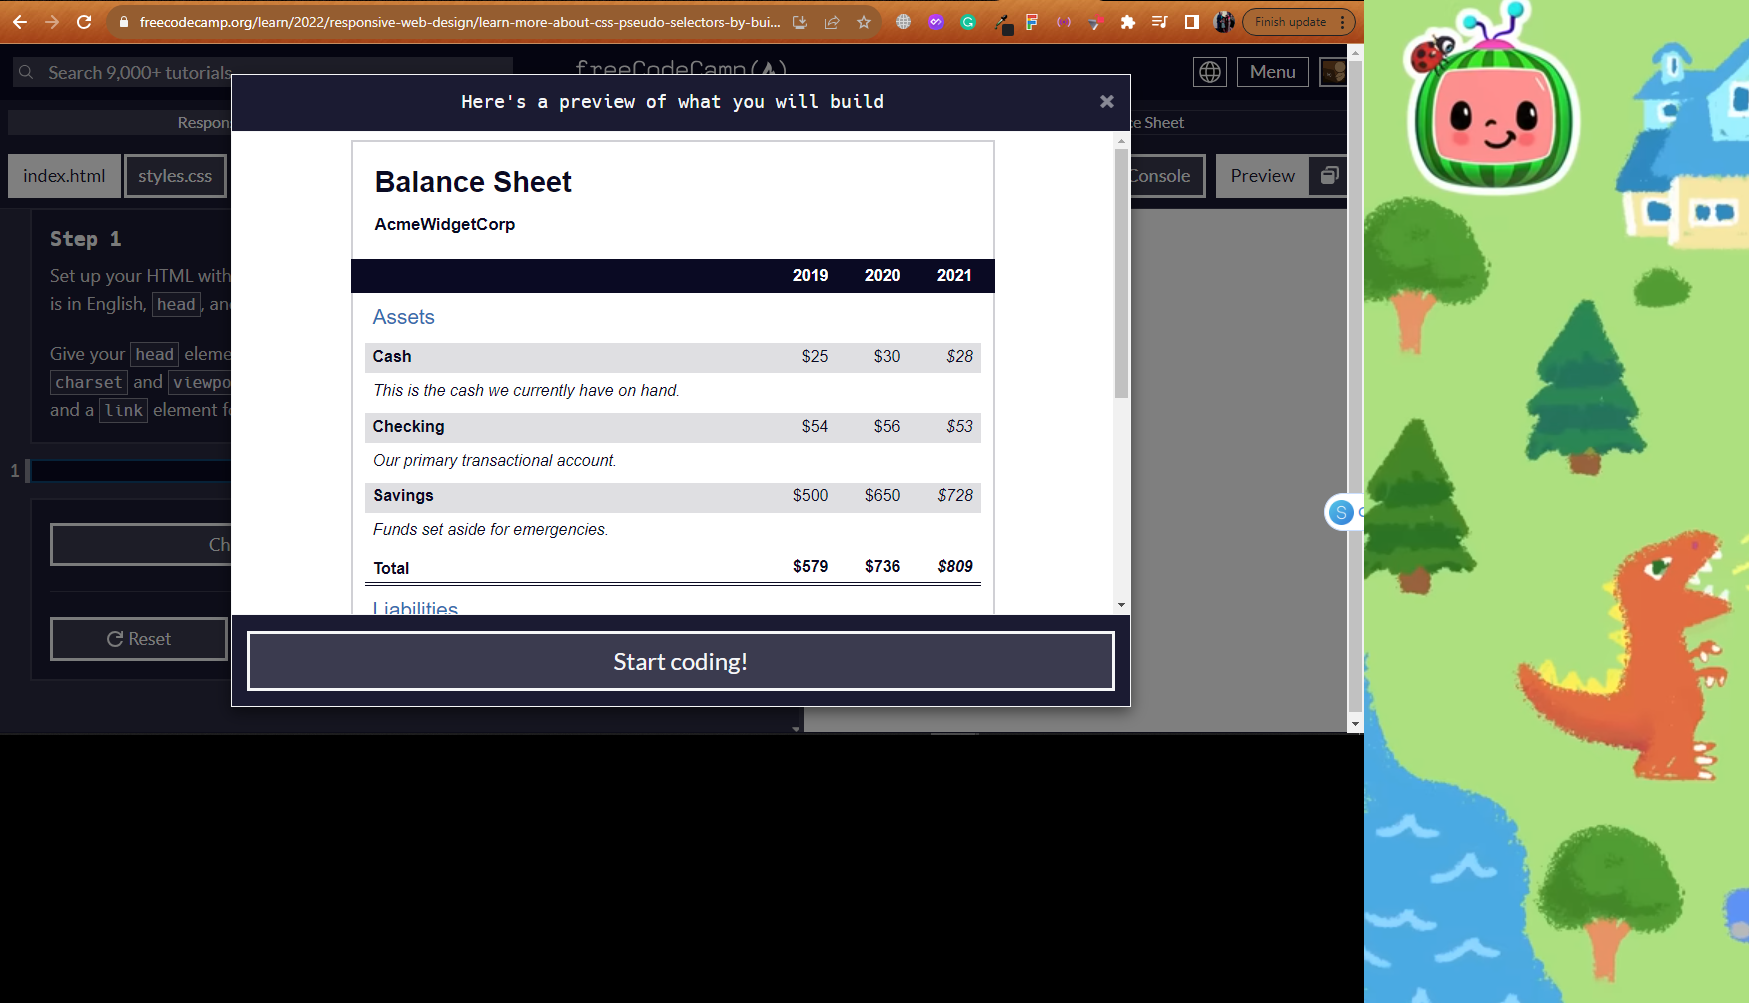 freecodecamp.org/learn/2022/responsive-web-design/learn-more-about-css-pseudo-selectors-by-bui...
Finish update
Search 9,000+ tutorials
freeCodeCamp
Menu
Here's a preview of what you will build
×
Respon
e Sheet
index.html
styles.css
Console
Preview
Step 1
Set up your HTML with
is in English, head, an
Give your head eleme
charset and viewpo
and a link element f
1
Ch
Reset
Balance Sheet
AcmeWidgetCorp
2019 2020 2021
Assets
Cash $25 $30 $28
This is the cash we currently have on hand.
Checking $54 $56 $53
Our primary transactional account.
Savings $500 $650 $728
Funds set aside for emergencies.
Total $579 $736 $809
Liabilities
Start coding!
S